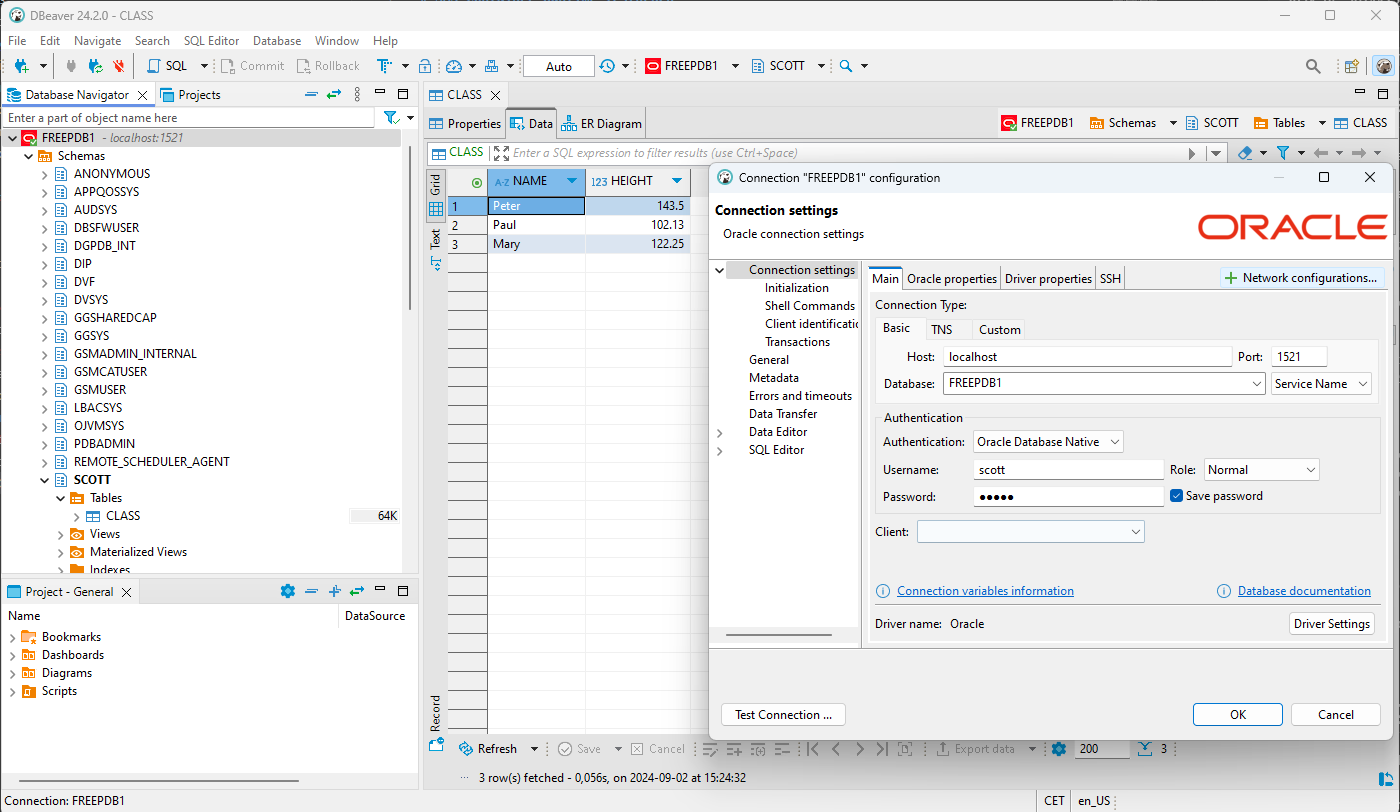 DBeaver 24.2.0 - CLASS
File Edit Navigate Search SQL Editor Database Window Help
SQL Commit Rollback Auto FREEPDB1 SCOTT
Database Navigator Projects
Enter a part of object name here
FREEPDB1 - localhost:1521
Schemas
ANONYMOUS
APPQOSSYS
AUDSYS
DBSFWUSER
DGPDB_INT
DIP
DVF
DVSYS
GGSHAREDCAP
GGSYS
GSMADMIN_INTERNAL
GSMCATUSER
GSMUSER
LBACSYS
OJVMSYS
PDBADMIN
REMOTE_SCHEDULER_AGENT
SCOTT
Tables
CLASS 64K
Views
Materialized Views
Indexes
Project - General
Name DataSource
Bookmarks
Dashboards
Diagrams
Scripts
CLASS
Properties Data ER Diagram FREEPDB1 Schemas SCOTT Tables CLASS
CLASS Enter a SQL expression to filter results (use Ctrl+Space)
Grid
Text
Record
A-Z NAME 123 HEIGHT
1 Peter 143.5
2 Paul 102.13
3 Mary 122.25
Refresh Save Cancel Export data 200 3
3 row(s) fetched - 0,056s, on 2024-09-02 at 15:24:32
Connection "FREEPDB1" configuration
Connection settings
Oracle connection settings
ORACLE
Connection settings
Initialization
Shell Commands
Client identificatio
Transactions
General
Metadata
Errors and timeouts
Data Transfer
Data Editor
SQL Editor
Main Oracle properties Driver properties SSH Network configurations...
Connection Type:
Basic TNS Custom
Host: localhost Port: 1521
Database: FREEPDB1 Service Name
Authentication
Authentication: Oracle Database Native
Username: scott Role: Normal
Password: ●●●●● Save password
Client:
Connection variables information Database documentation
Driver name: Oracle Driver Settings
Test Connection ... OK Cancel
Connection: FREEPDB1 CET en_US